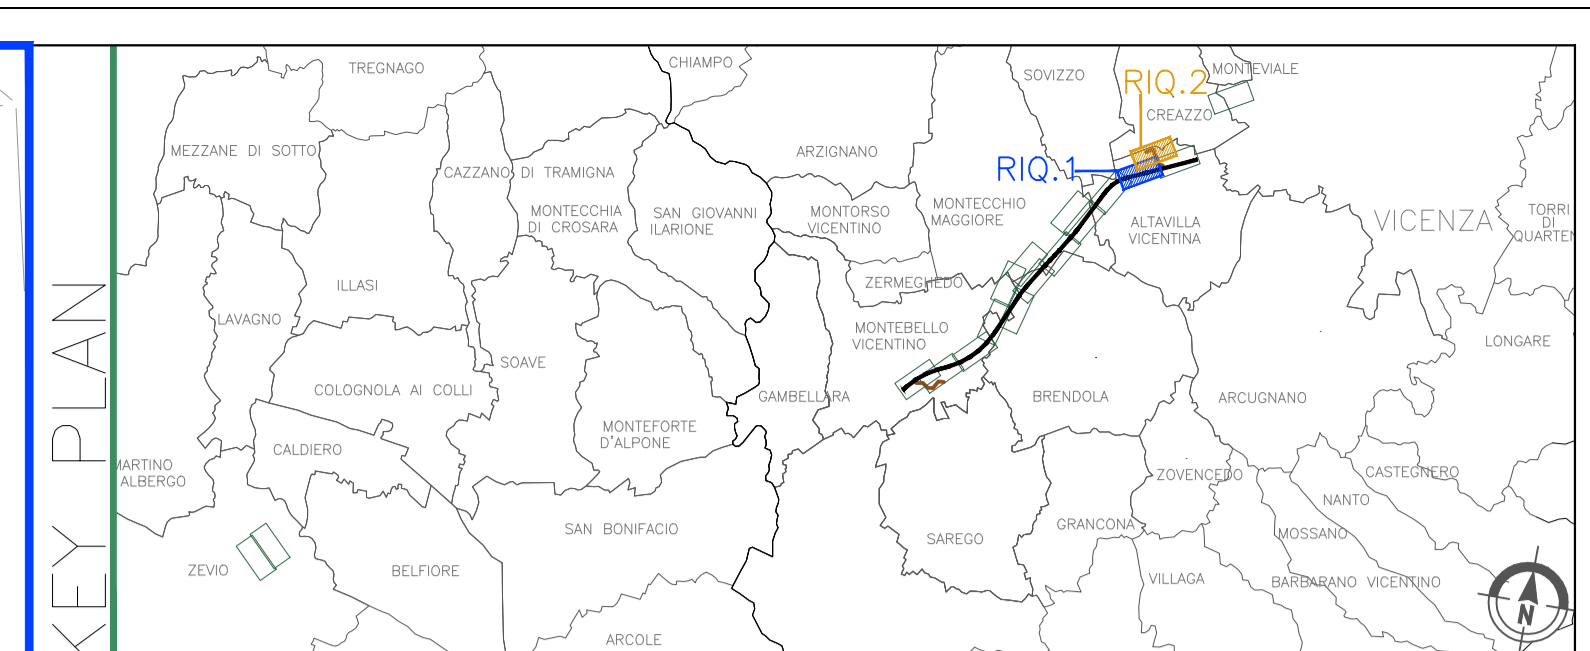 KEY PLAN
TREGNAGO
CHIAMPO
SOVIZZO
MONTEVIALE
RIQ.2
CREAZZO
MEZZANE DI SOTTO
ARZIGNANO
CAZZANO DI TRAMIGNA
RIQ.1
MONTECCHIA
DI CROSARA
SAN GIOVANNI
ILARIONE
MONTORSO
VICENTINO
MONTECCHIO
MAGGIORE
ALTAVILLA
VICENTINA
VICENZA
TORRI
DI
QUARTE
ILLASI
ZERMEGHEDO
LAVAGNO
MONTEBELLO
VICENTINO
LONGARE
SOAVE
COLOGNOLA AI COLLI
GAMBELLARA
BRENDOLA
ARCUGNANO
MONTEFORTE
D'ALPONE
CALDIERO
MARTINO
ALBERGO
ZOVENCEDO
CASTEGNERO
NANTO
SAN BONIFACIO
SAREGO
GRANCONA
MOSSANO
ZEVIO
BELFIORE
VILLAGA
BARBARANO VICENTINO
N
ARCOLE